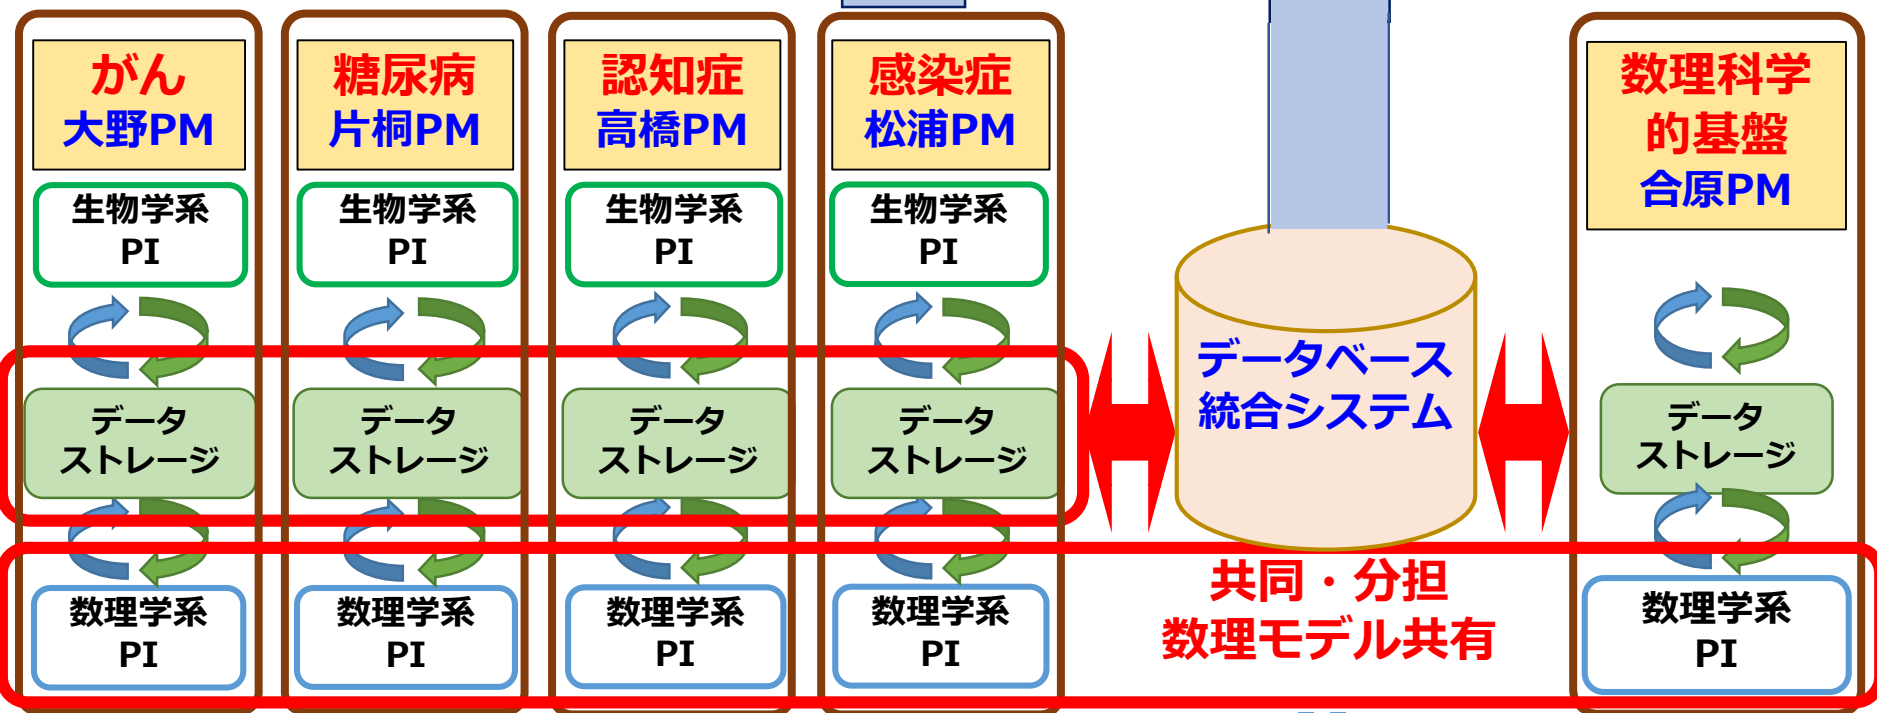 がん
大野PM
生物学系
PI
データ
ストレージ
数理学系
PI
糖尿病
片桐PM
生物学系
PI
データ
ストレージ
数理学系
PI
認知症
高橋PM
生物学系
PI
データ
ストレージ
数理学系
PI
感染症
松浦PM
生物学系
PI
データ
ストレージ
数理学系
PI
データベース
統合システム
共同・分担
数理モデル共有
数理科学
的基盤
合原PM
データ
ストレージ
数理学系
PI